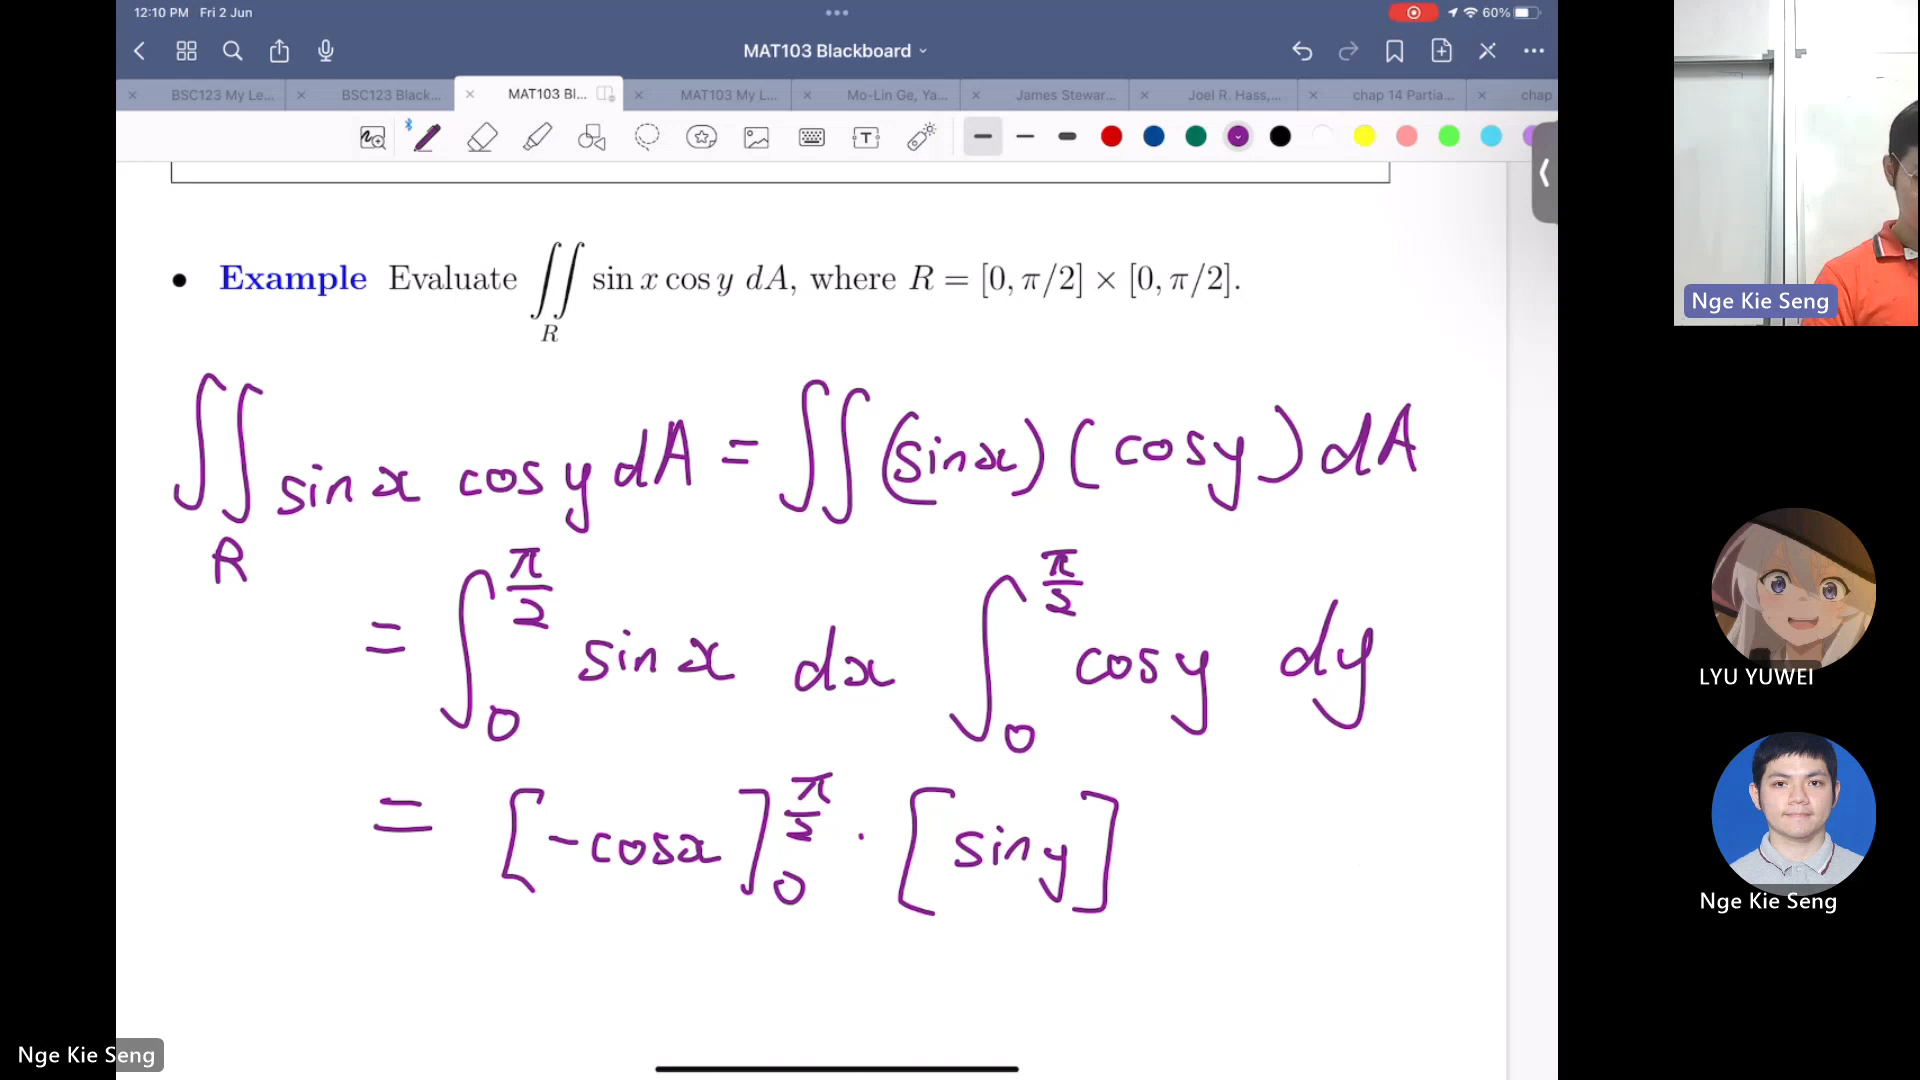 12:10 PM Fri 2 Jun
60%
MAT103 Blackboard
BSC123 My Le...
BSC123 Black...
MAT103 Bl...
MAT103 My L...
Mo-Lin Ge, Ya...
James Stewar...
Joel R. Hass,...
chap 14 Partia...
chap
• Example Evaluate ∬_R sin x cos y dA, where R = [0, π/2] × [0, π/2].
∬_R sin x cos y dA = ∬ (sin x) (cos y) dA
= ∫_0^{π/2} sin x dx ∫_0^{π/2} cos y dy
= [-cos x]_0^{π/2} · [sin y]
Nge Kie Seng
LYU YUWEI
Nge Kie Seng
Nge Kie Seng